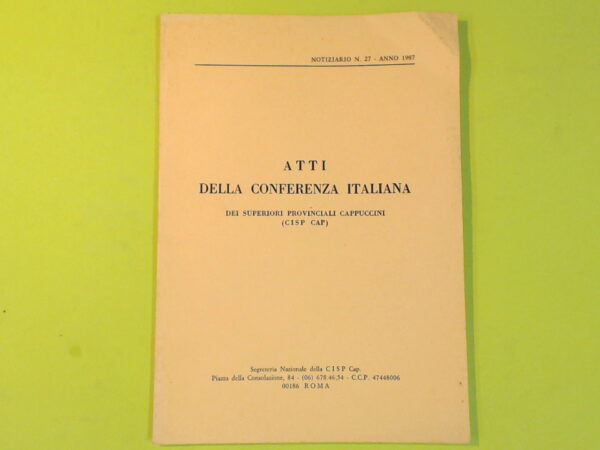 NOTIZIARIO N. 27 - ANNO 1987
ATTI
DELLA CONFERENZA ITALIANA
DEI SUPERIORI PROVINCIALI CAPPUCCINI
(CISP CAP)
Segreteria Nazionale della CISP Cap.
Piazza della Consolazione, 84 - (06) 678.46.54 - C.C.P. 47448006
00186 ROMA